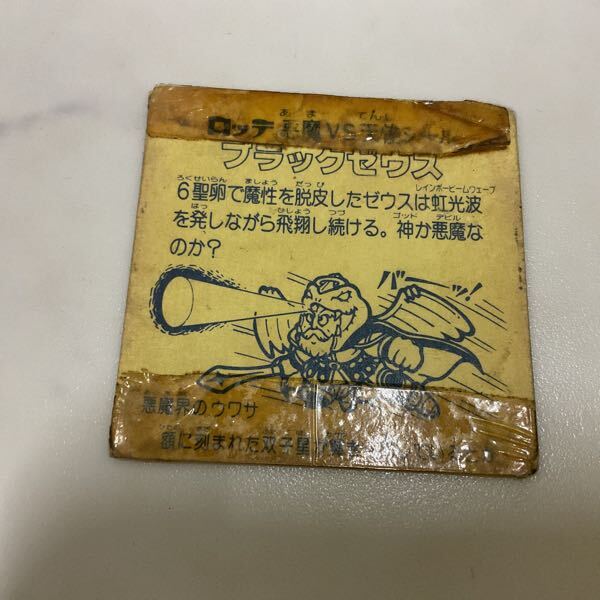 ロッテ 悪魔VS天使シール
ブラックゼウス
6聖卵で魔性を脱皮したゼウスは虹光波
を発しながら飛翔し続ける。神か悪魔な
のか?
バッ!!
悪魔界のウワサ
額に刻まれた双子星が